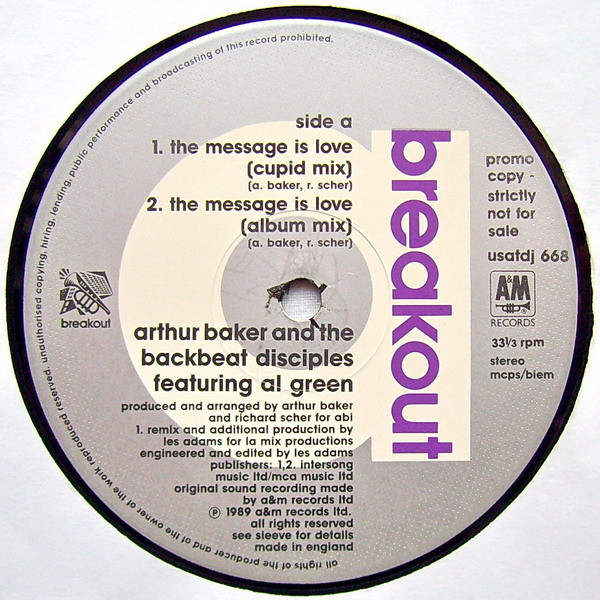 all rights of the producer and of the owner of the work reproduced reserved. unauthorised copying, hiring, lending, public performance and broadcasting of this record prohibited.
side a
1. the message is love
(cupid mix)
(a. baker, r. scher)
2. the message is love
(album mix)
(a. baker, r. scher)
breakout
arthur baker and the
backbeat disciples
featuring al green
produced and arranged by arthur baker
and richard scher for abi
1. remix and additional production by
les adams for la mix productions
engineered and edited by les adams
publishers: 1,2. intersong
music ltd/mca music ltd
original sound recording made
by a&m records ltd
℗ 1989 a&m records ltd.
all rights reserved
see sleeve for details
made in england
breakout
promo
copy -
strictly
not for
sale
usatdj 668
A&M
RECORDS
33⅓ rpm
stereo
mcps/biem